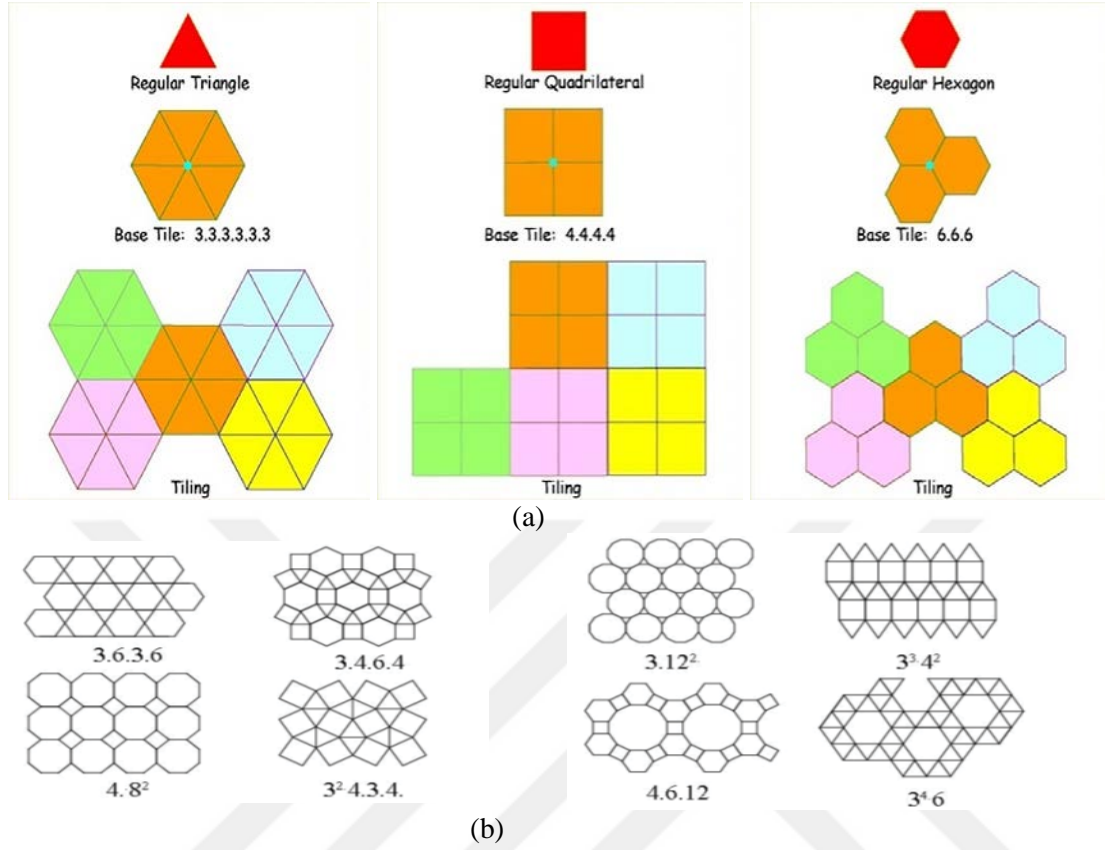 Regular Triangle
Regular Quadrilateral
Regular Hexagon
Base Tile: 3.3.3.3.3.3
Base Tile: 4.4.4.4
Base Tile: 6.6.6
Tiling
Tiling
Tiling
(a)
3.6.3.6
3.4.6.4
3.12²·
3³·4²
4.·8²
3²·4.3.4.
4.6.12
3⁴·6
(b)